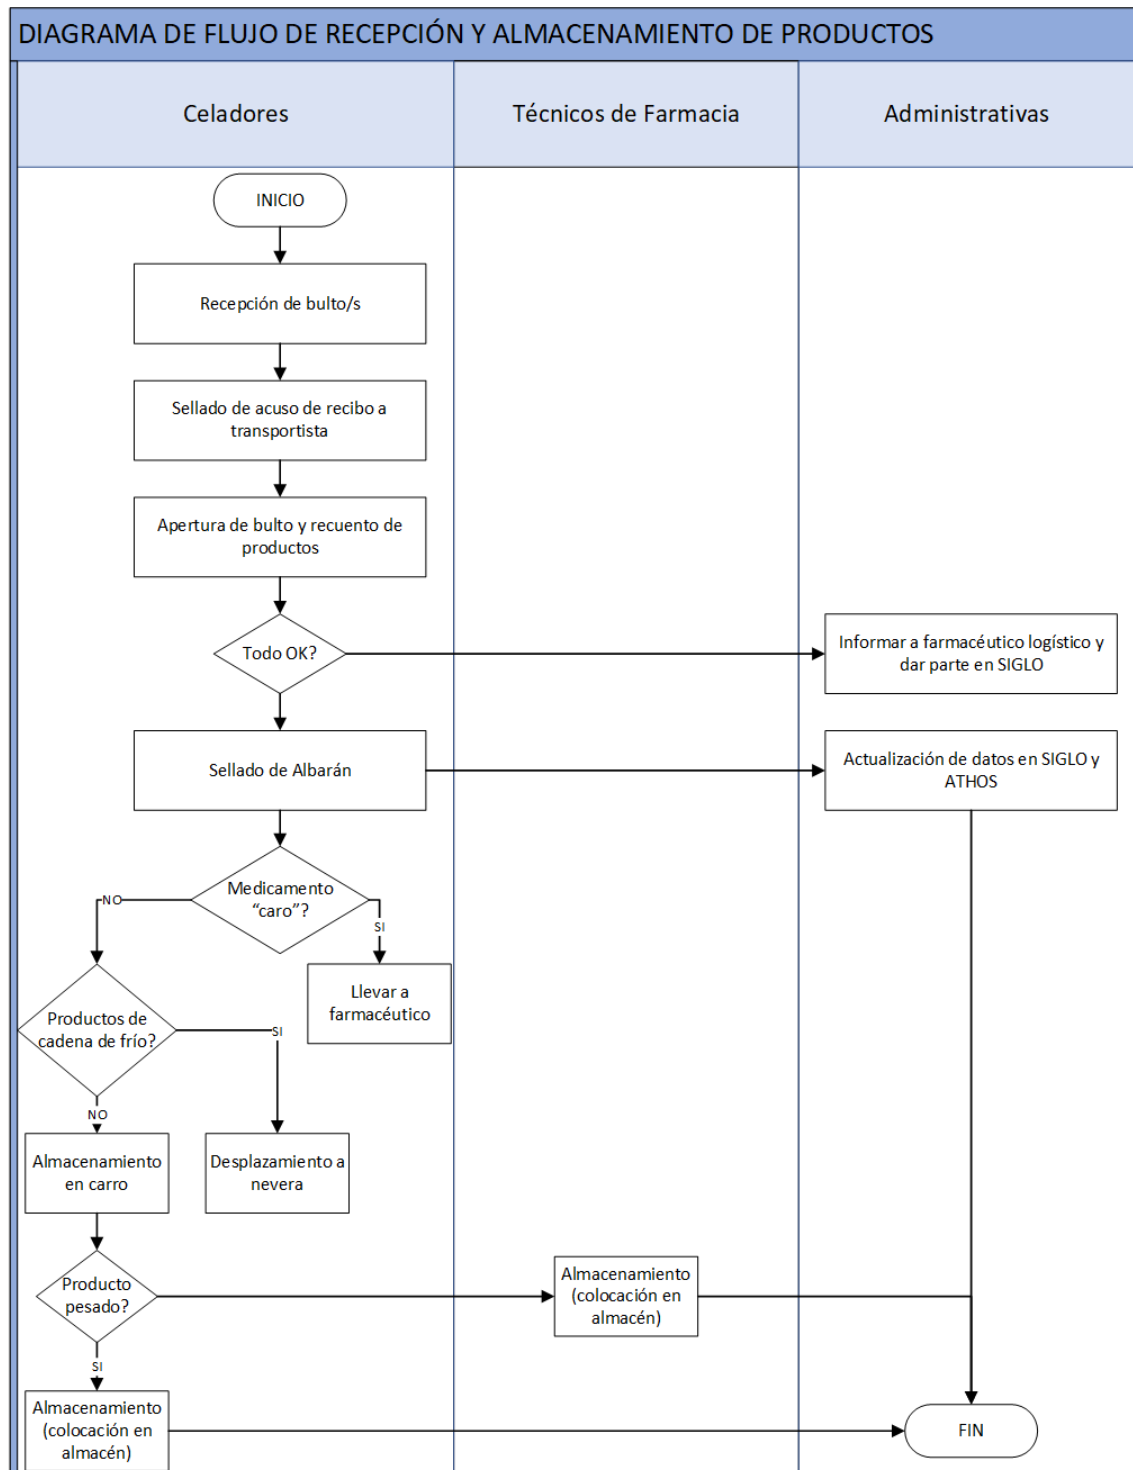 DIAGRAMA DE FLUJO DE RECEPCIÓN Y ALMACENAMIENTO DE PRODUCTOS
Celadores
Técnicos de Farmacia
Administrativas
INICIO
Recepción de bulto/s
Sellado de acuso de recibo a
transportista
Apertura de bulto y recuento de
productos
Todo OK?
Informar a farmacéutico logístico y
dar parte en SIGLO
Sellado de Albarán
Actualización de datos en SIGLO y
ATHOS
Medicamento
“caro”?
NO
SI
Llevar a
farmacéutico
Productos de
cadena de frío?
SI
NO
Almacenamiento
en carro
Desplazamiento a
nevera
Producto
pesado?
Almacenamiento
(colocación en
almacén)
SI
Almacenamiento
(colocación en
almacén)
FIN